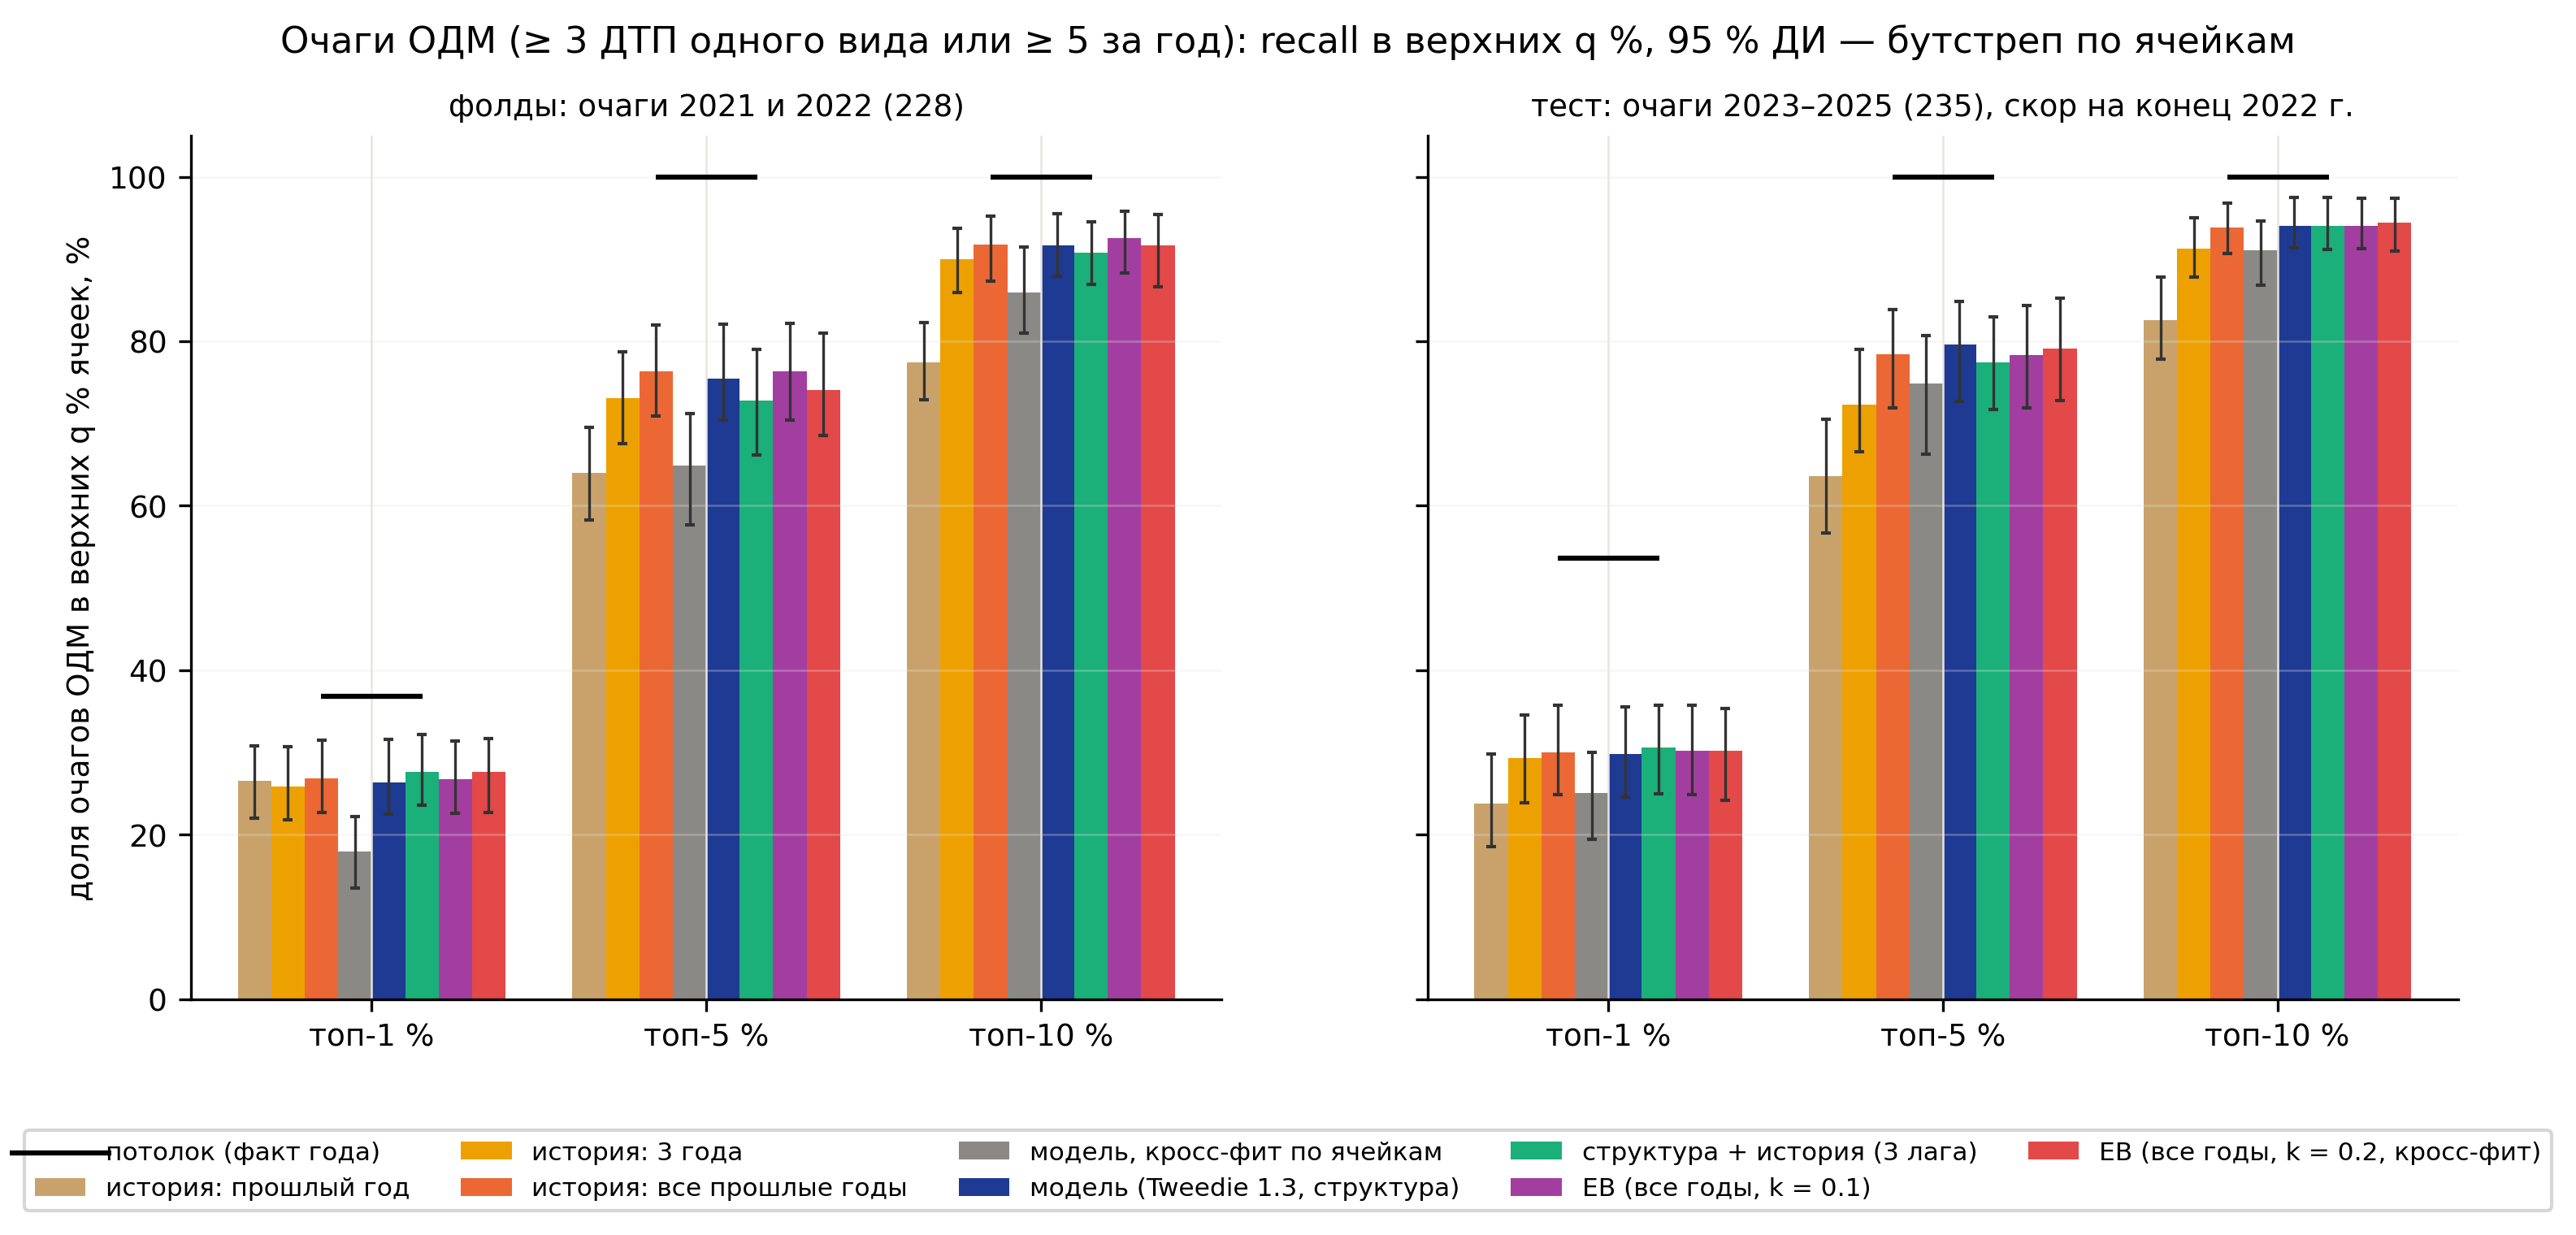 Очаги ОДМ (≥ 3 ДТП одного вида или ≥ 5 за год): recall в верхних q %, 95 % ДИ — бутстреп по ячейкам
фолды: очаги 2021 и 2022 (228)
тест: очаги 2023–2025 (235), скор на конец 2022 г.
доля очагов ОДМ в верхних q % ячеек, %
100
80
60
40
20
0
топ-1 %
топ-5 %
топ-10 %
топ-1 %
топ-5 %
топ-10 %
потолок (факт года)
история: прошлый год
история: 3 года
история: все прошлые годы
модель, кросс-фит по ячейкам
модель (Tweedie 1.3, структура)
структура + история (3 лага)
EB (все годы, k = 0.1)
EB (все годы, k = 0.2, кросс-фит)